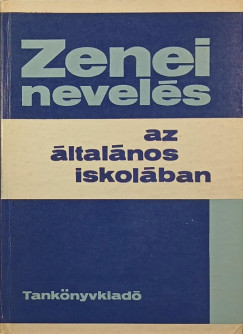 Zenei
nevelés
az
általános
iskolában
Tankönyvkiadó